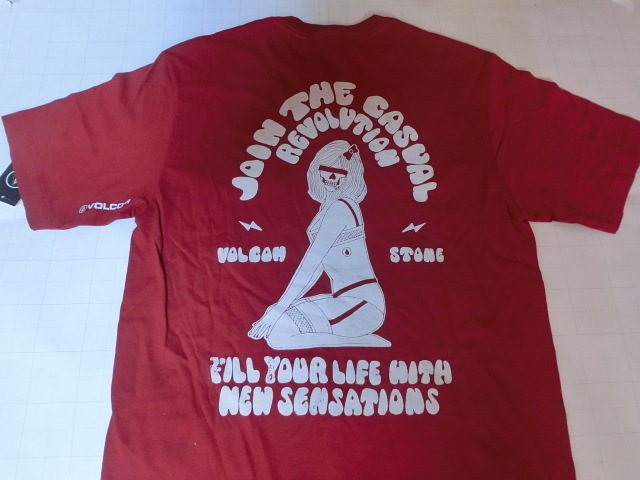 JOIN THE CASUAL
REVOLUTION
VOLCOM STONE
FILL YOUR LIFE WITH
NEW SENSATIONS
VOLCOM